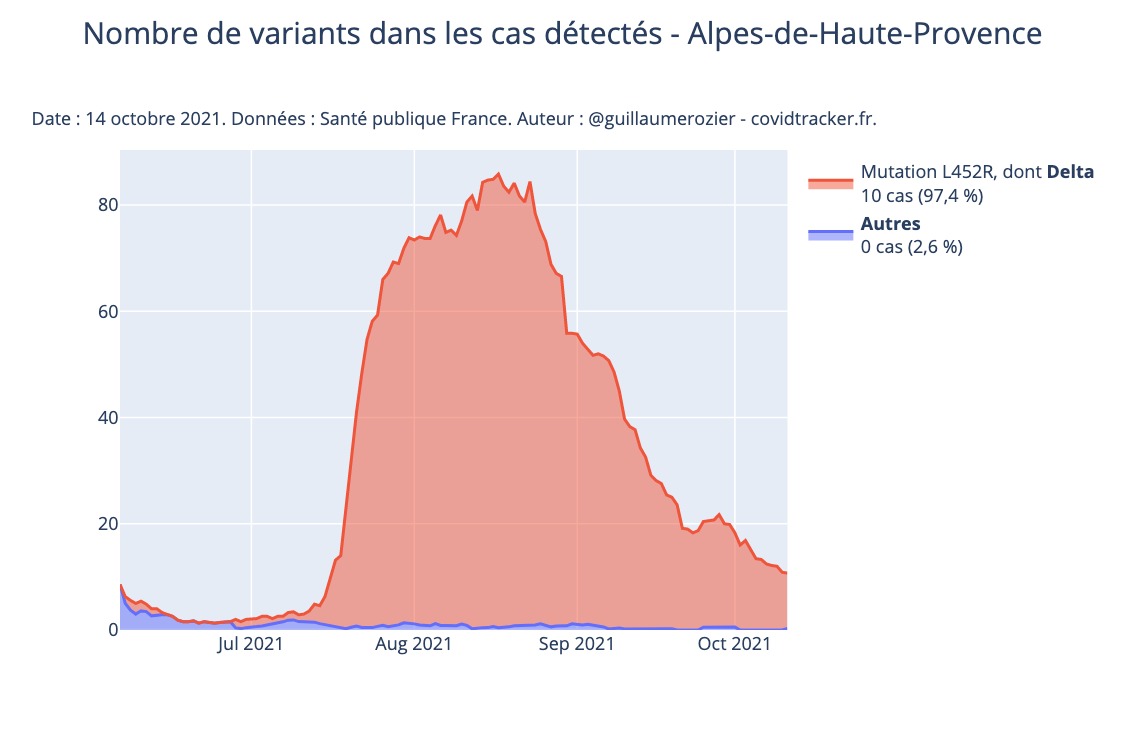 Nombre de variants dans les cas détectés - Alpes-de-Haute-Provence
Date : 14 octobre 2021. Données : Santé publique France. Auteur : @guillaumerozier - covidtracker.fr.
Mutation L452R, dont Delta
10 cas (97,4 %)
Autres
0 cas (2,6 %)
80
60
40
20
0
Jul 2021
Aug 2021
Sep 2021
Oct 2021